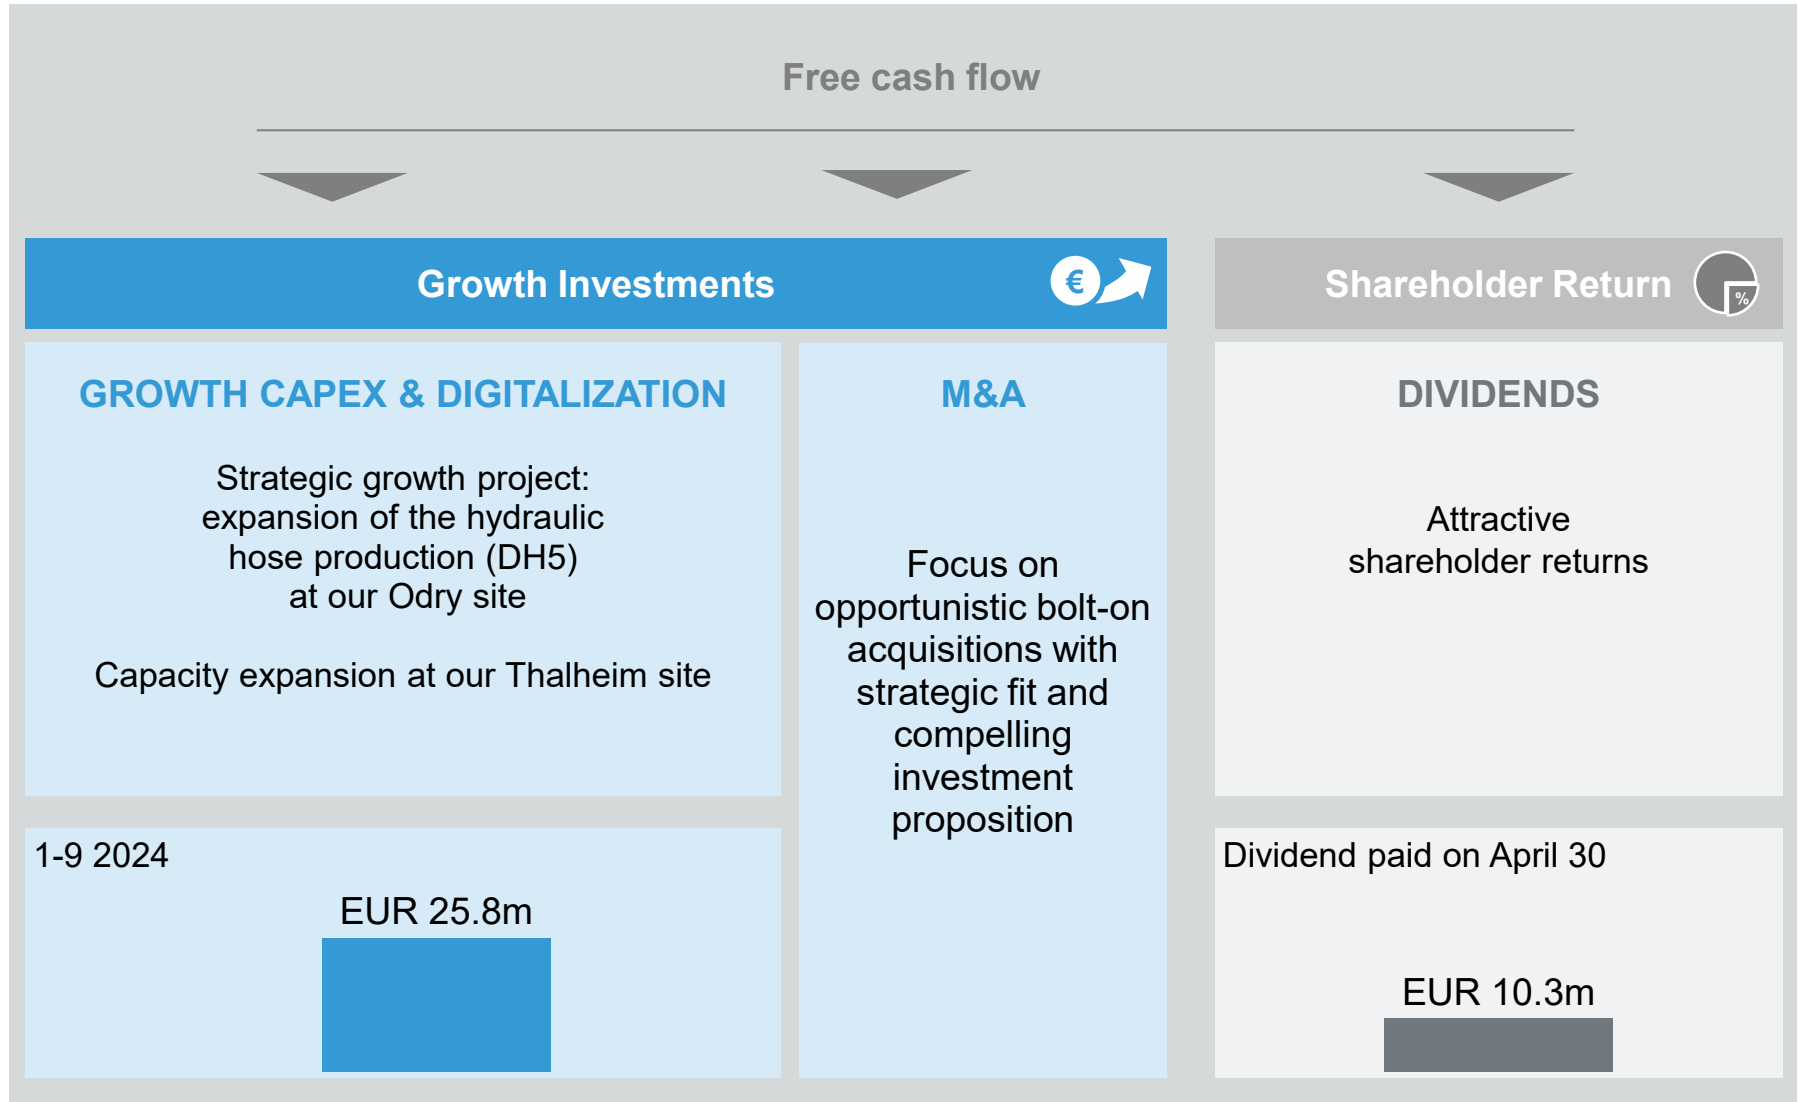 Free cash flow
Growth Investments
€
Shareholder Return
%
GROWTH CAPEX & DIGITALIZATION
Strategic growth project:
expansion of the hydraulic
hose production (DH5)
at our Odry site
Capacity expansion at our Thalheim site
M&A
Focus on
opportunistic bolt-on
acquisitions with
strategic fit and
compelling
investment
proposition
DIVIDENDS
Attractive
shareholder returns
1-9 2024
EUR 25.8m
Dividend paid on April 30
EUR 10.3m